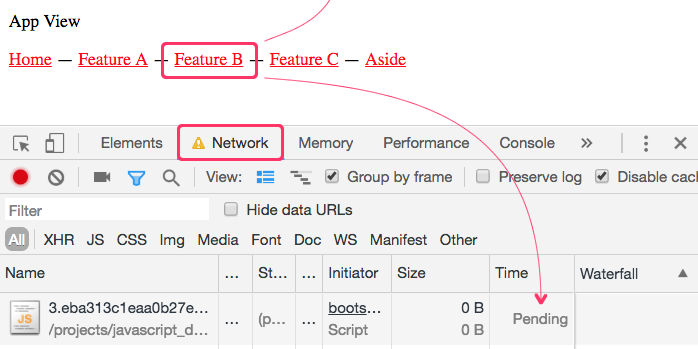 App View
Home — Feature A — Feature B — Feature C — Aside
Elements Network Memory Performance Console »
View: Group by frame Preserve log Disable cac
Filter Hide data URLs
All XHR JS CSS Img Media Font Doc WS Manifest Other
Name ... St... ... Initiator Size Time Waterfall
3.eba313c1eaa0b27e... ... (p... ... boots... 0 B Pending
/projects/javascript_d... Script 0 B
JS